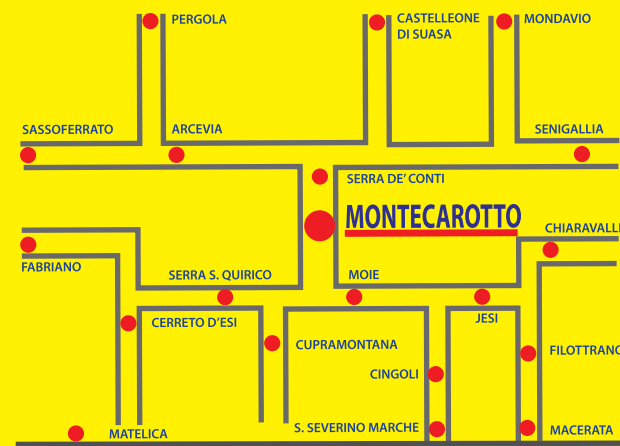 PERGOLA
CASTELLEONE
DI SUASA
MONDAVIO
SASSOFERRATO
ARCEVIA
SENIGALLIA
SERRA DE' CONTI
MONTECAROTTO
CHIARAVALLE
FABRIANO
SERRA S. QUIRICO
MOIE
CERRETO D'ESI
JESI
CUPRAMONTANA
FILOTTRANO
CINGOLI
S. SEVERINO MARCHE
MACERATA
MATELICA